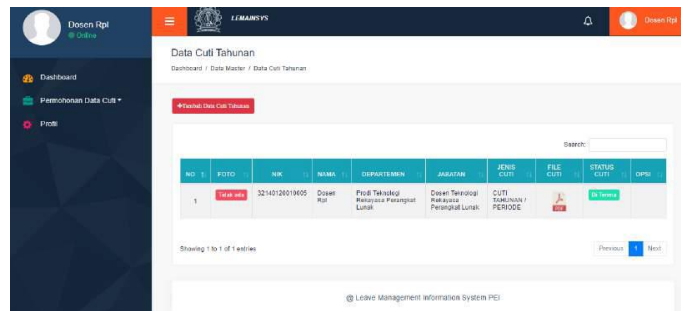 Dosen Rpl
Online
LEMAINSYS
Dosen Rpl
Data Cuti Tahunan
Dashboard / Data Master / Data Cuti Tahunan
Dashboard
Permohonan Data Cuti
Profil
+Tambah Data Cuti Tahunan
Search:
NO FOTO NIK NAMA DEPARTEMEN JABATAN JENIS CUTI FILE CUTI STATUS CUTI OPSI
1 Tidak ada 32140120010005 Dosen Rpl Prodi Teknologi Rekayasa Perangkat Lunak Dosen Teknologi Rekayasa Perangkat Lunak CUTI TAHUNAN / PERIODE PDF Di Terima
Showing 1 to 1 of 1 entries
Previous 1 Next
@ Leave Management Information System PEI